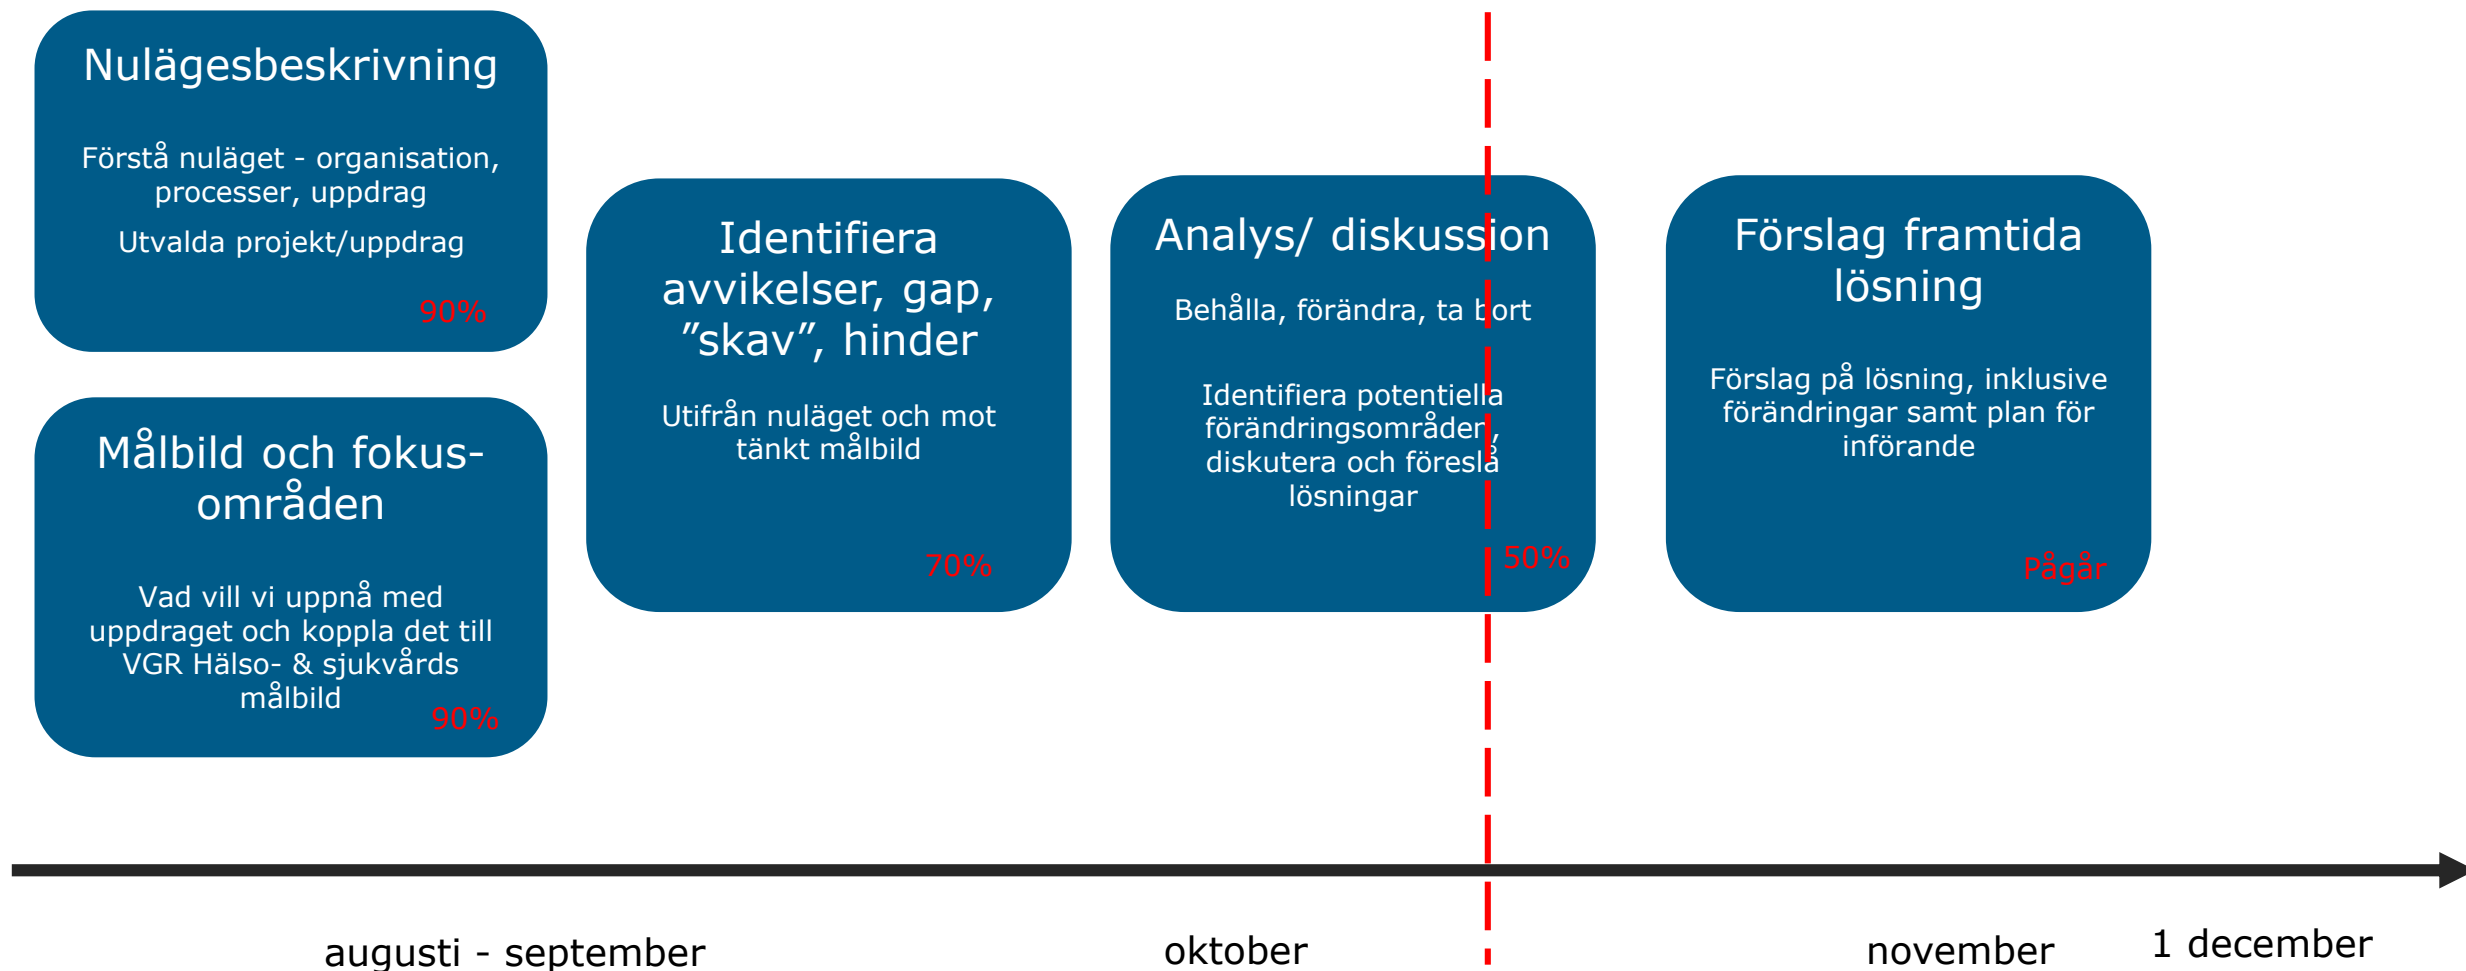 Nulägesbeskrivning
Förstå nuläget - organisation,
processer, uppdrag
Utvalda projekt/uppdrag
90%
Målbild och fokus-
områden
Vad vill vi uppnå med
uppdraget och koppla det till
VGR Hälso- & sjukvårds
målbild
90%
Identifiera
avvikelser, gap,
”skav”, hinder
Utifrån nuläget och mot
tänkt målbild
70%
Analys/ diskussion
Behålla, förändra, ta bort
Identifiera potentiella
förändringsområden,
diskutera och föreslå
lösningar
50%
Förslag framtida
lösning
Förslag på lösning, inklusive
förändringar samt plan för
införande
Pågår
augusti - september
oktober
november
1 december